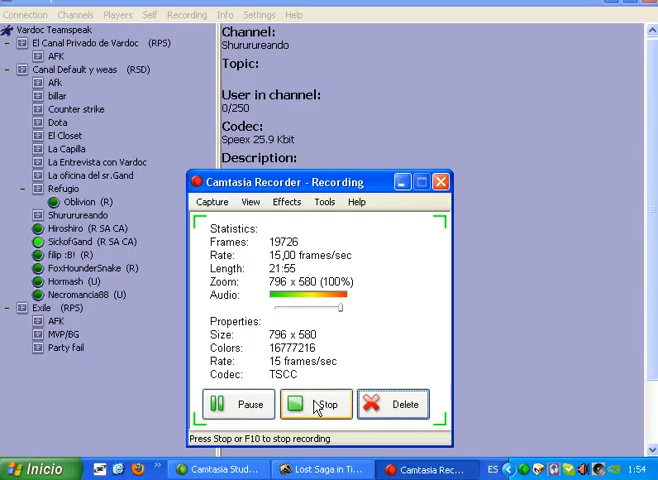 Connection Channels Players Self Recording Info Settings Help
Vardoc Teamspeak
El Canal Privado de Vardoc (RPS)
AFK
Canal Default y weas (RSD)
Afk
billar
Counter strike
Dota
El Closet
La Capilla
La Entrevista con Vardoc
La oficina del sr.Gand
Refugio
Oblivion (R)
Shururureando
Hiroshiro (R SA CA)
SickofGand (R SA CA)
filip :B! (R)
FoxHounderSnake (R)
Hormash (U)
Necromancia88 (U)
Exile (RPS)
AFK
MVP/BG
Party fail
Channel:
Shururureando
Topic:
User in channel:
0/250
Codec:
Speex 25.9 Kbit
Description:
Camtasia Recorder - Recording
Capture View Effects Tools Help
Statistics:
Frames: 19726
Rate: 15,00 frames/sec
Length: 21:55
Zoom: 796 x 580 (100%)
Audio:
Properties:
Size: 796 x 580
Colors: 16777216
Rate: 15 frames/sec
Codec: TSCC
Pause Stop Delete
Press Stop or F10 to stop recording
Inicio Camtasia Stud... Lost Saga in Ti... Camtasia Rec... ES 1:54